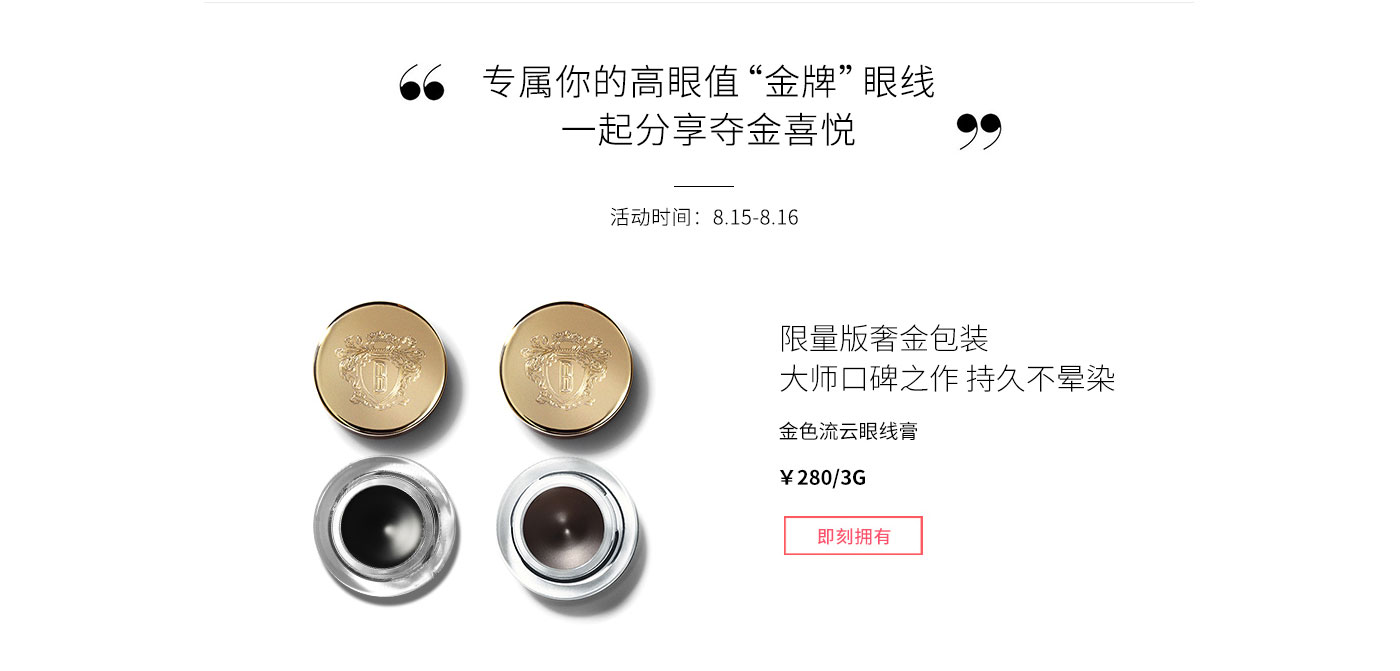 专属你的高眼值“金牌”眼线
一起分享夺金喜悦
活动时间：8.15-8.16
限量版奢金包装
大师口碑之作 持久不晕染
金色流云眼线膏
￥280/3G
即刻拥有